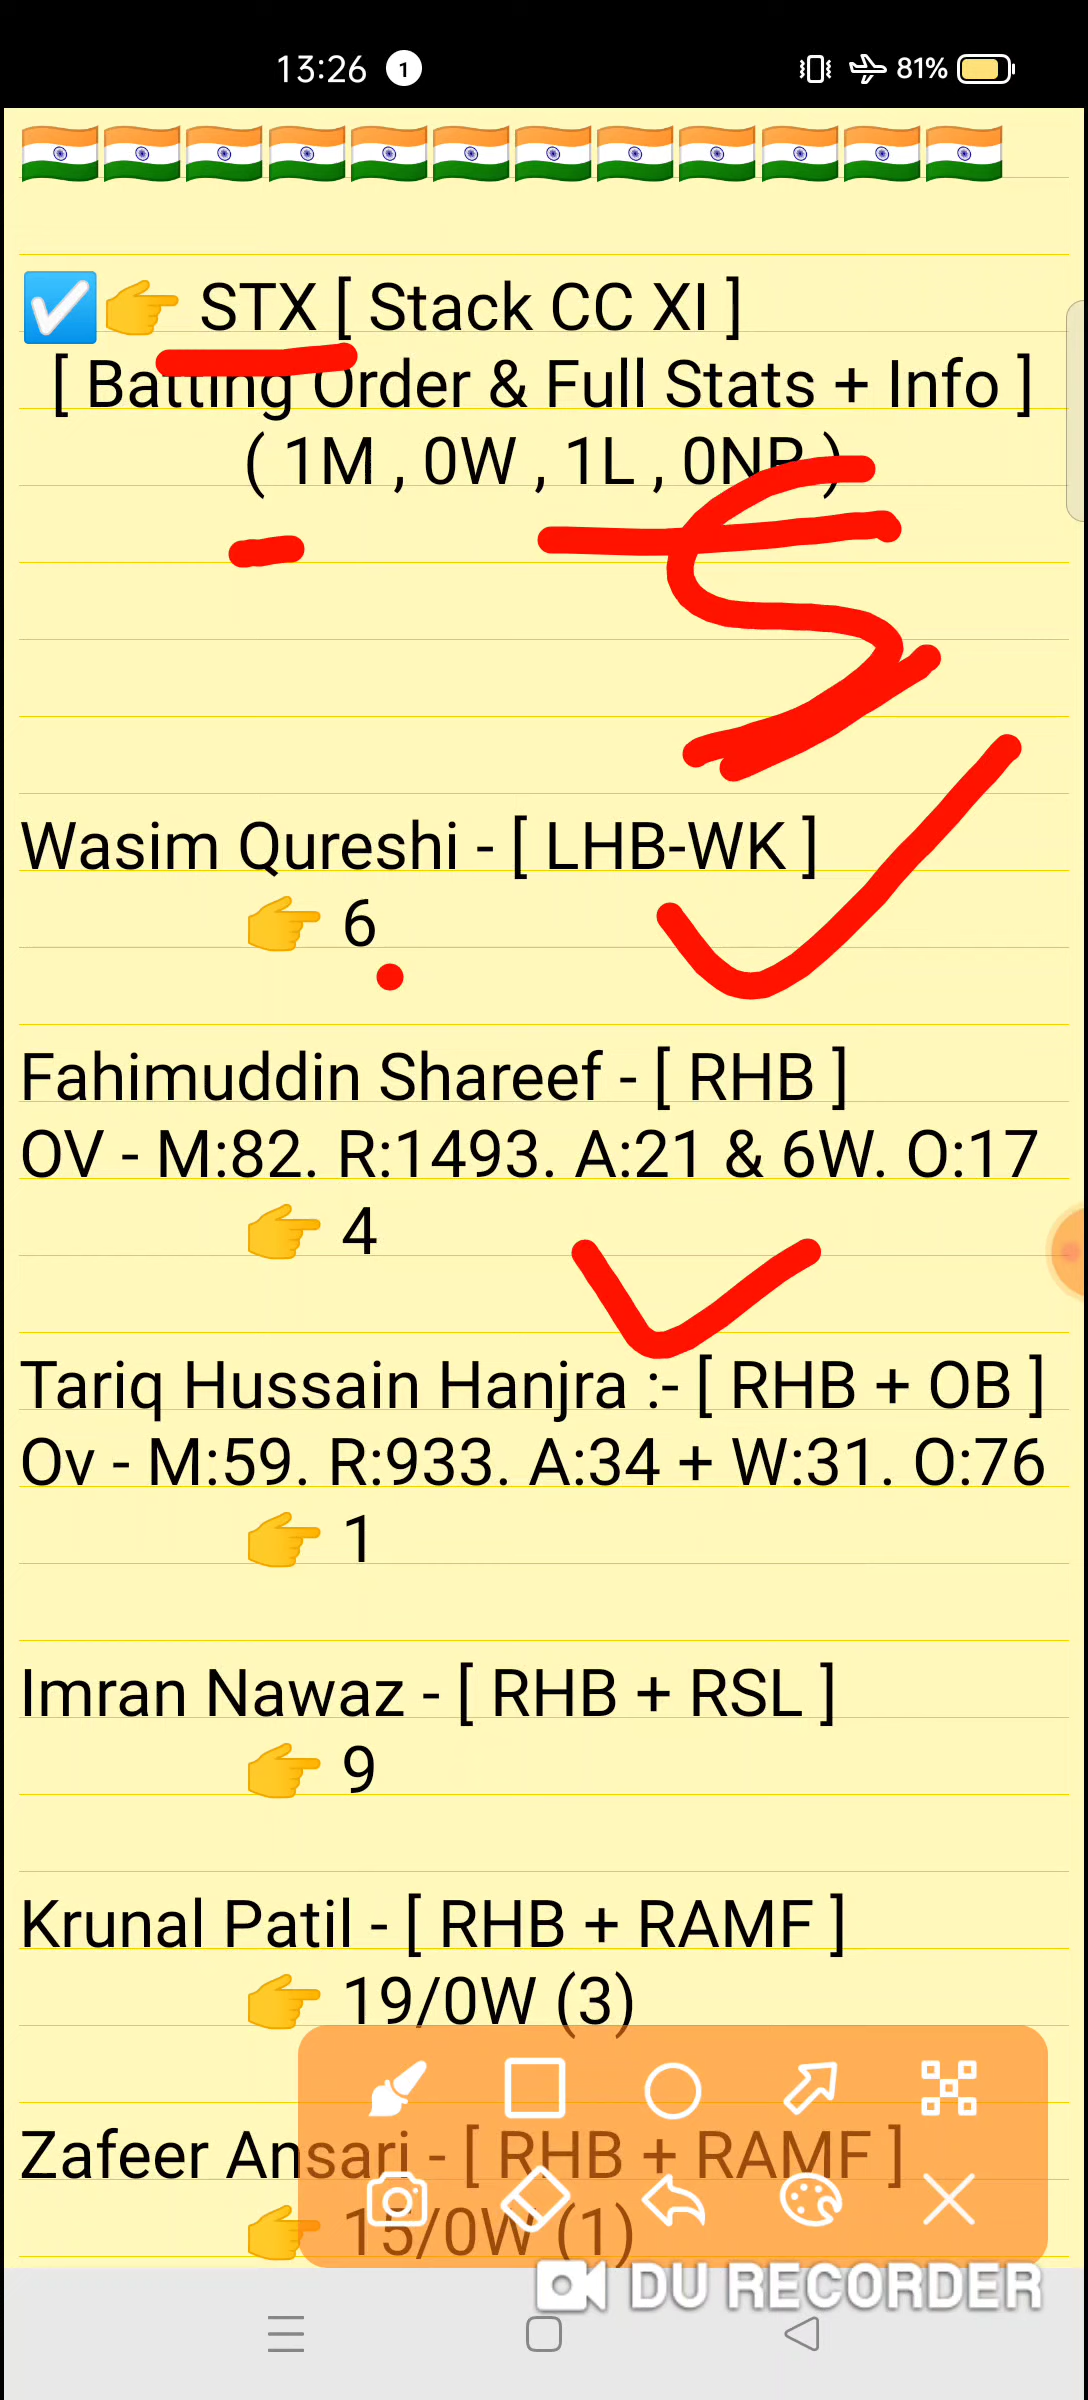 13:26 1 81%
STX [ Stack CC XI ]
[ Batting Order & Full Stats + Info ]
( 1M , 0W , 1L , 0NR )
Wasim Qureshi - [ LHB-WK ]
6
Fahimuddin Shareef - [ RHB ]
OV - M:82. R:1493. A:21 & 6W. O:17
4
Tariq Hussain Hanjra :- [ RHB + OB ]
Ov - M:59. R:933. A:34 + W:31. O:76
1
Imran Nawaz - [ RHB + RSL ]
9
Krunal Patil - [ RHB + RAMF ]
19/0W (3)
Zafeer Ansari - [ RHB + RAMF ]
15/0W (1)
DU RECORDER